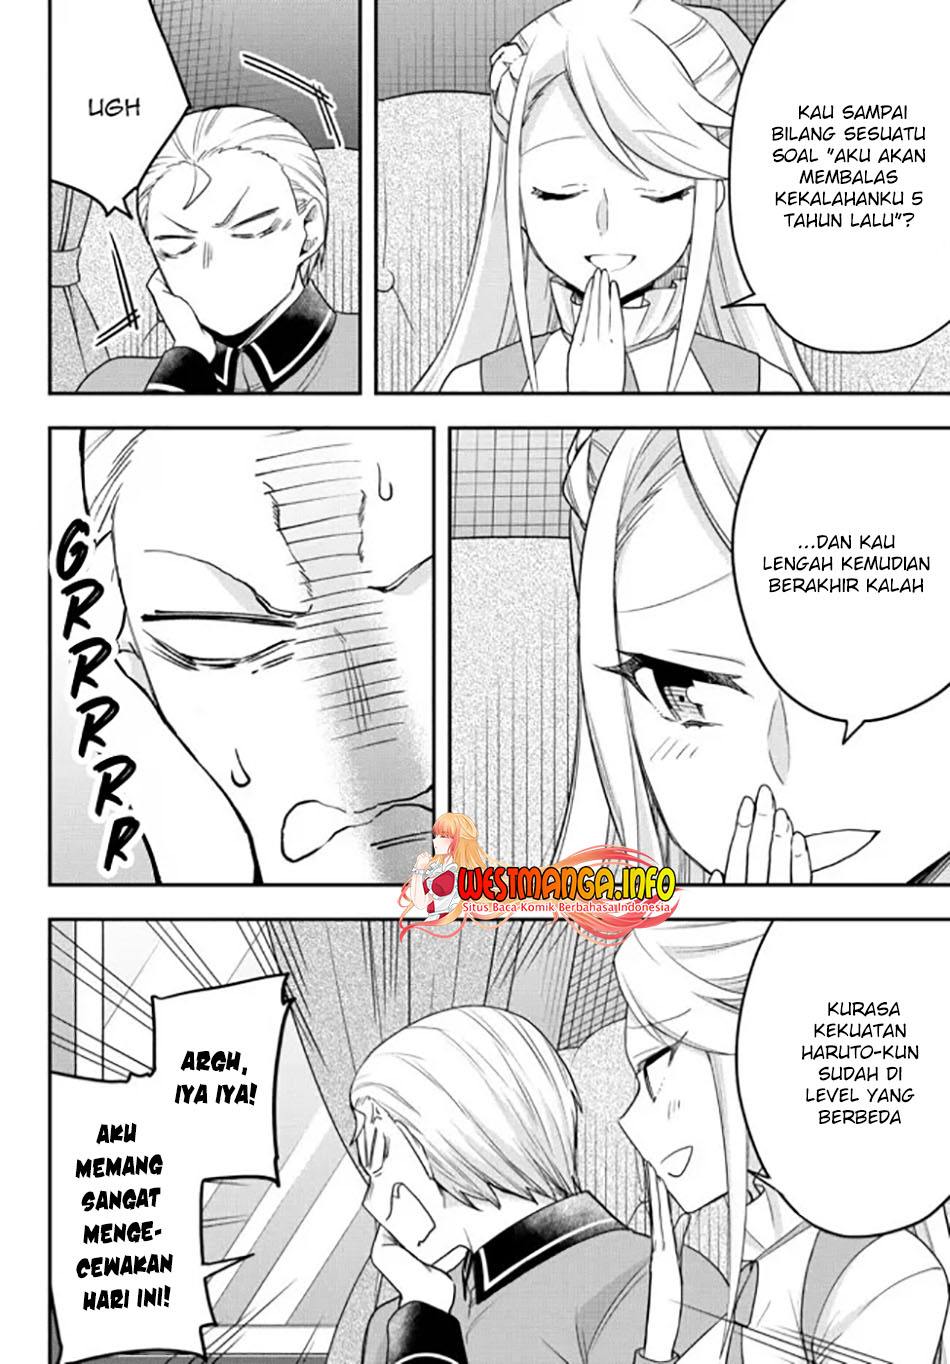 KAU SAMPAI
BILANG SESUATU
SOAL "AKU AKAN
MEMBALAS
KEKALAHANKU 5
TAHUN LALU"?
UGH
...DAN KAU
LENGAH KEMUDIAN
BERAKHIR KALAH
GRRRRRR
WESTMANGA.INFO
Situs Baca Komik Berbahasa Indonesia
KURASA
KEKUATAN
HARUTO-KUN
SUDAH DI
LEVEL YANG
BERBEDA
ARGH,
IYA IYA!
AKU
MEMANG
SANGAT
MENGE-
CEWAKAN
HARI INI!